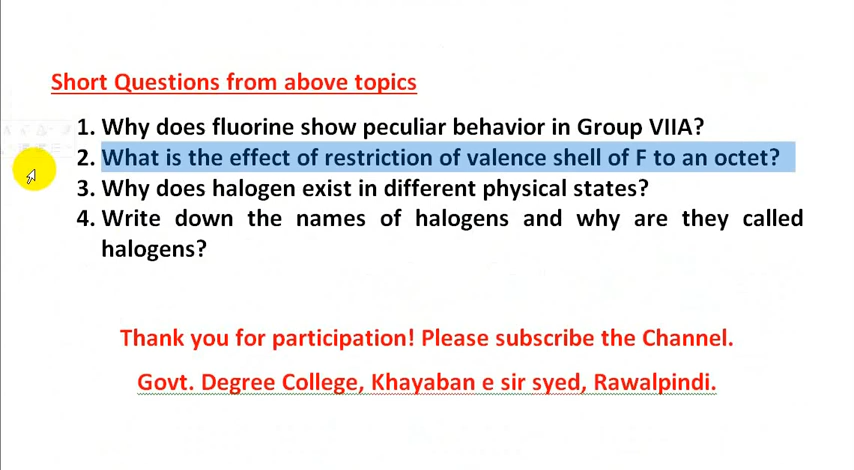 Short Questions from above topics
1. Why does fluorine show peculiar behavior in Group VIIA?
2. What is the effect of restriction of valence shell of F to an octet?
3. Why does halogen exist in different physical states?
4. Write down the names of halogens and why are they called
halogens?
Thank you for participation! Please subscribe the Channel.
Govt. Degree College, Khayaban e sir syed, Rawalpindi.